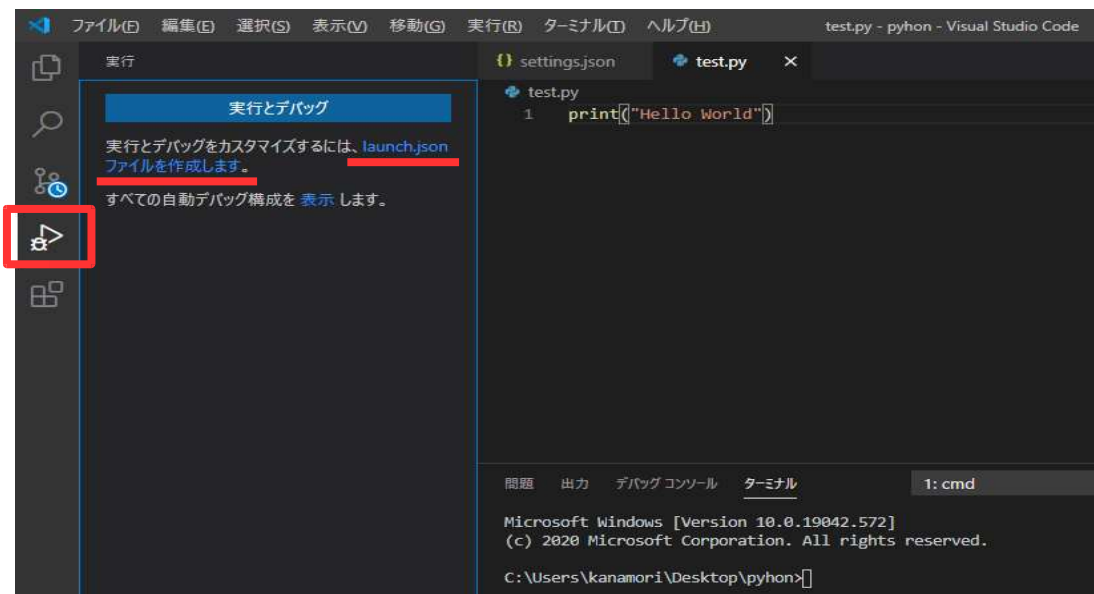 ファイル(F) 編集(E) 選択(S) 表示(V) 移動(G) 実行(R) ターミナル(T) ヘルプ(H) test.py - pyhon - Visual Studio Code
実行
実行とデバッグ
実行とデバッグをカスタマイズするには、launch.json
ファイルを作成します。
すべての自動デバッグ構成を 表示 します。
{} settings.json test.py ×
test.py
1 print("Hello World")
問題 出力 デバッグ コンソール ターミナル 1: cmd
Microsoft Windows [Version 10.0.19042.572]
(c) 2020 Microsoft Corporation. All rights reserved.
C:\Users\kanamori\Desktop\pyhon>